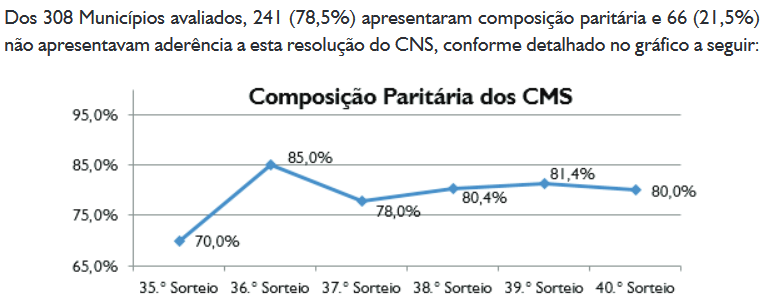 Dos 308 Municípios avaliados, 241 (78,5%) apresentaram composição paritária e 66 (21,5%)
não apresentavam aderência a esta resolução do CNS, conforme detalhado no gráfico a seguir:
Composição Paritária dos CMS
95,0%
85,0%
75,0%
65,0%
70,0%
85,0%
78,0%
80,4%
81,4%
80,0%
35.° Sorteio 36.° Sorteio 37.° Sorteio 38.° Sorteio 39.° Sorteio 40.° Sorteio